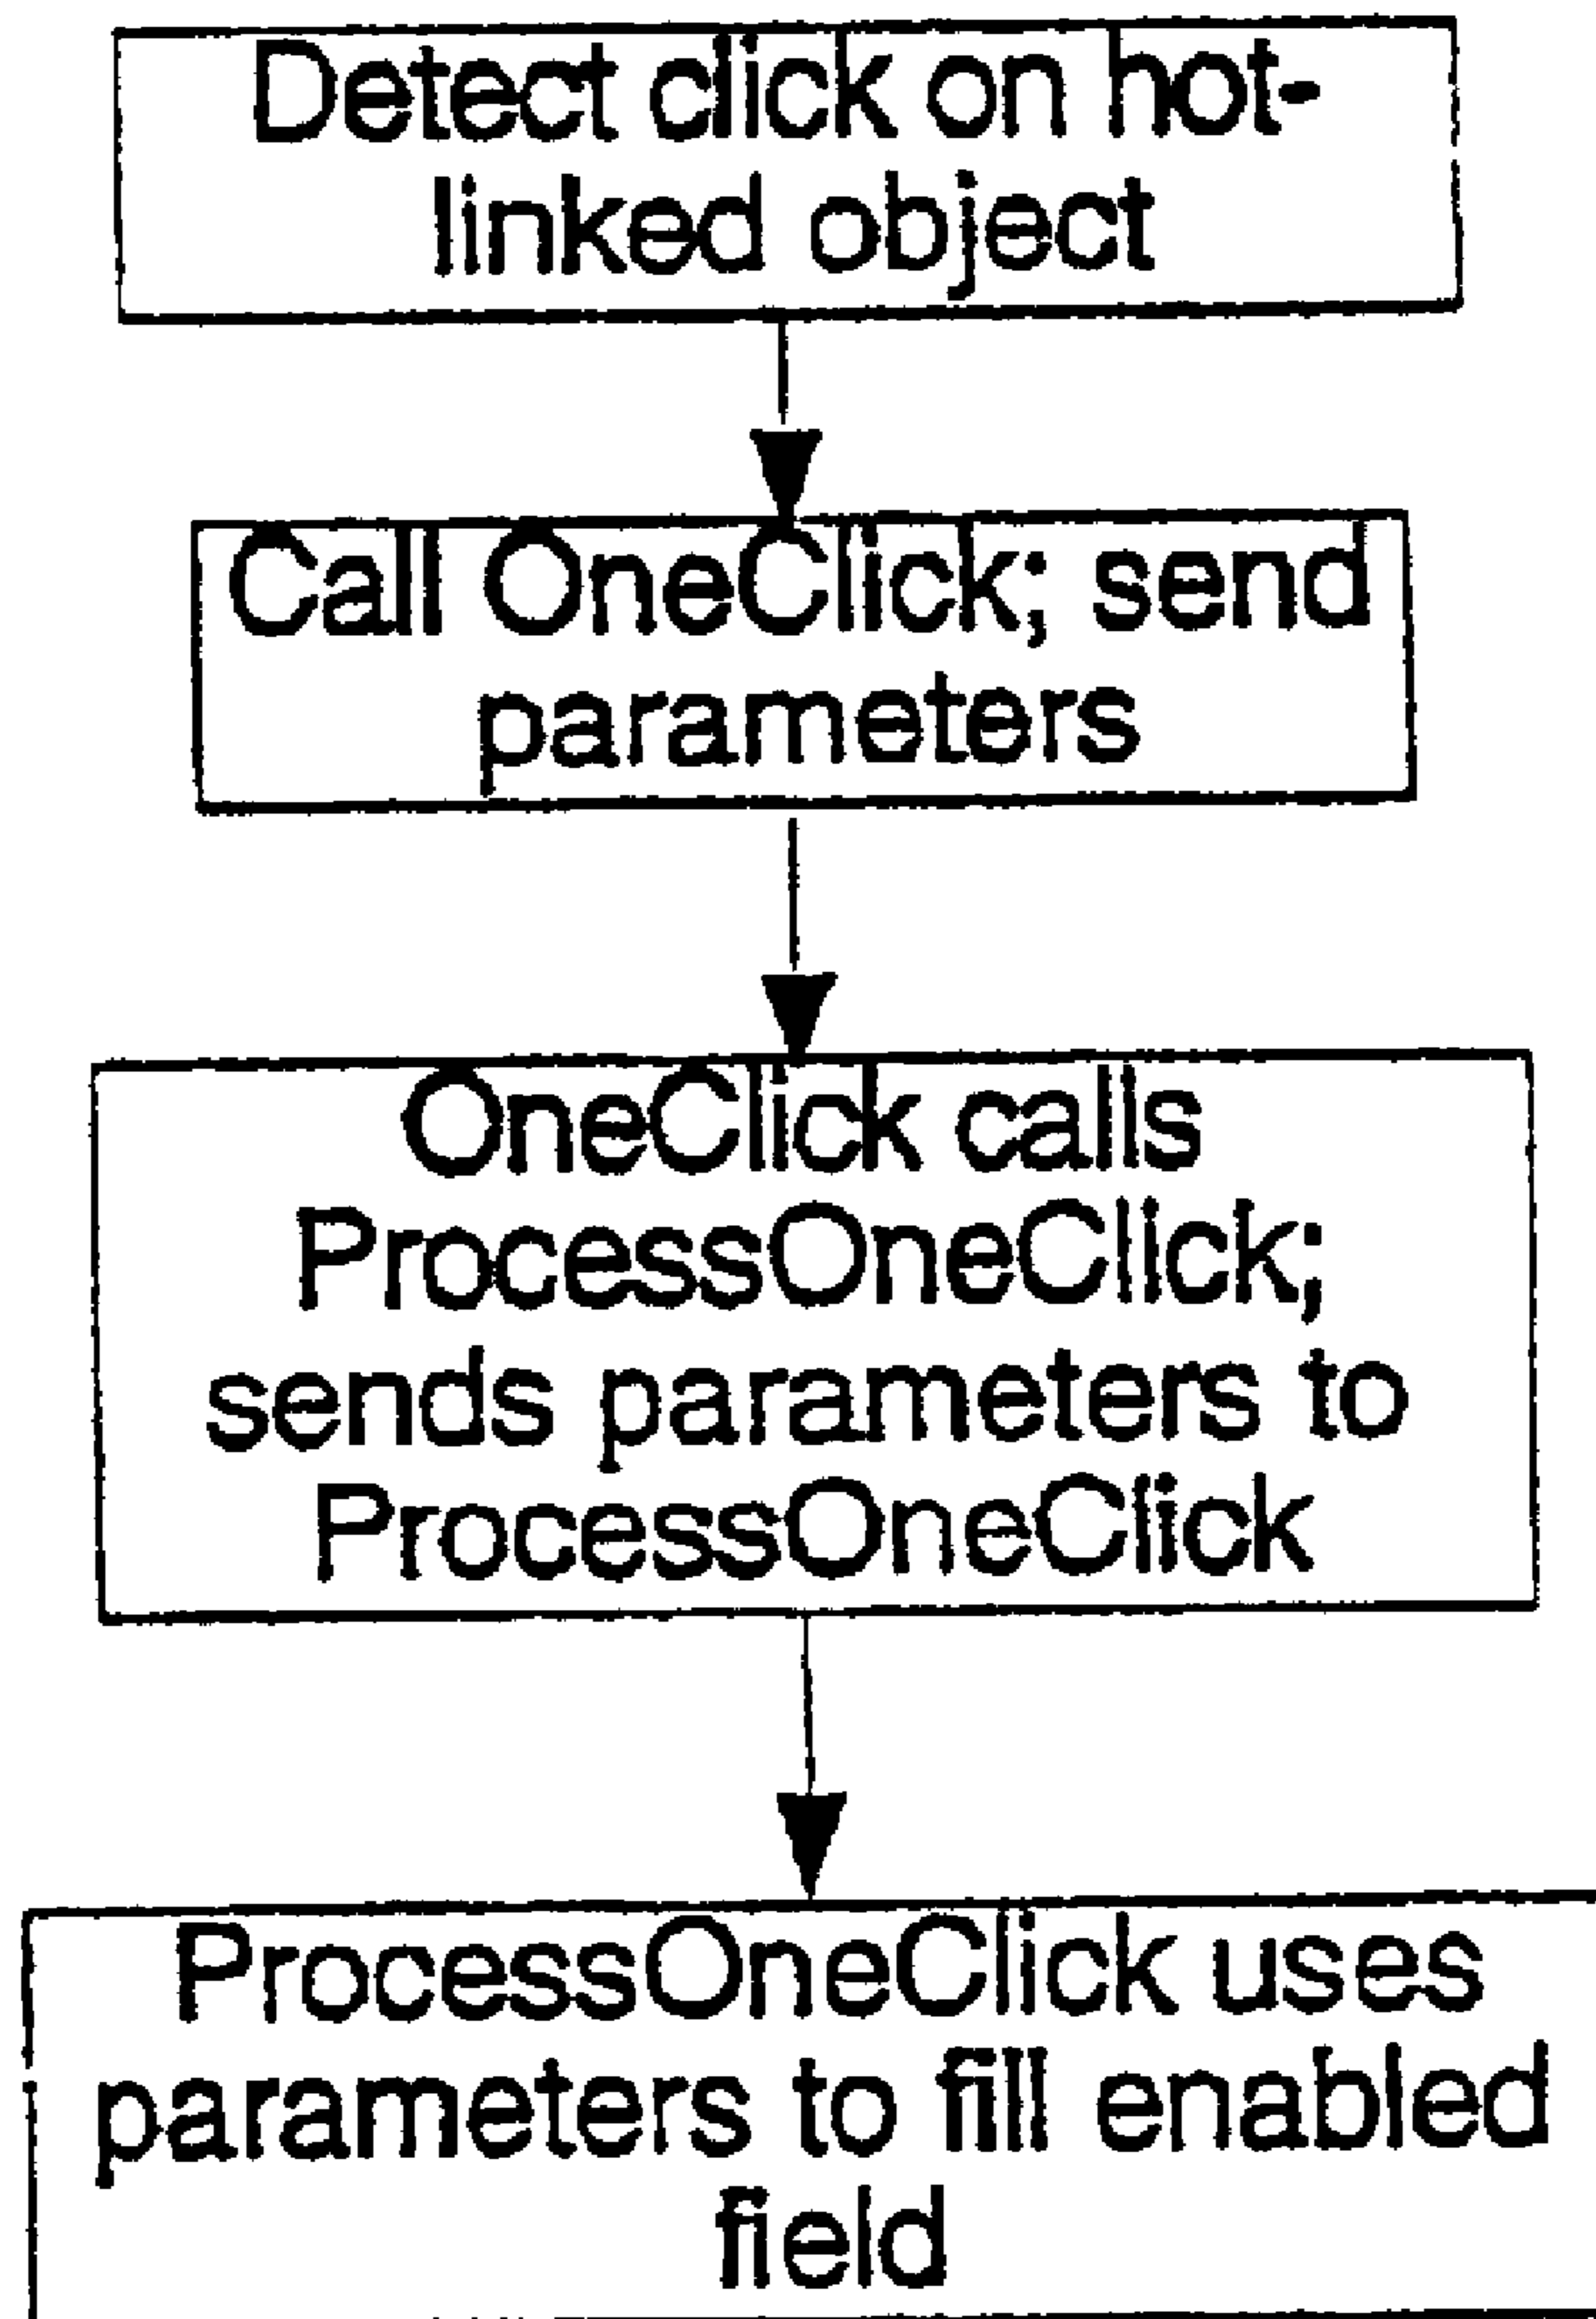 Detect click on hot-
linked object
Call OneClick; send
parameters
OneClick calls
ProcessOneClick;
sends parameters to
ProcessOneClick
ProcessOneClick uses
parameters to fill enabled
field